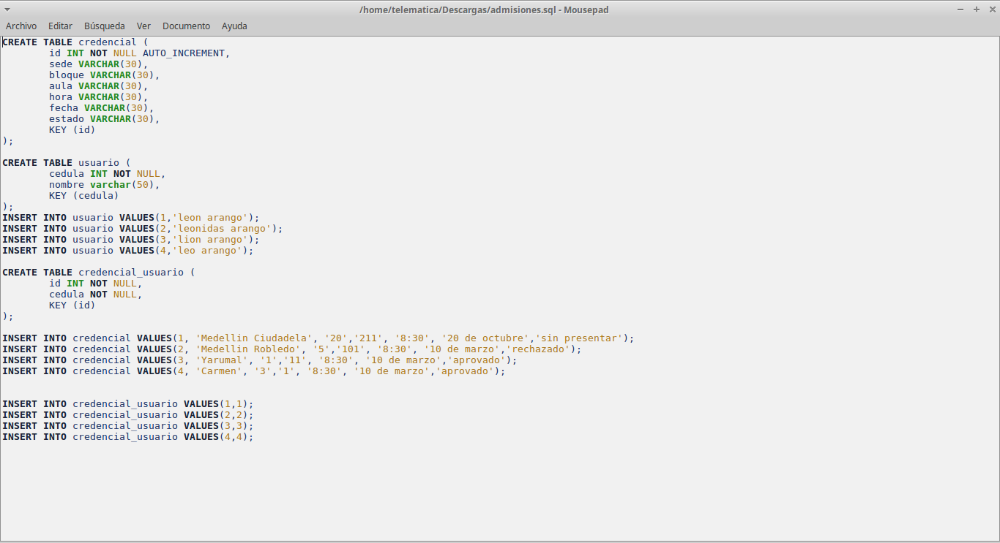 /home/telematica/Descargas/admisiones.sql - Mousepad
Archivo Editar Búsqueda Ver Documento Ayuda
CREATE TABLE credencial (
        id INT NOT NULL AUTO_INCREMENT,
        sede VARCHAR(30),
        bloque VARCHAR(30),
        aula VARCHAR(30),
        hora VARCHAR(30),
        fecha VARCHAR(30),
        estado VARCHAR(30),
        KEY (id)
);

CREATE TABLE usuario (
        cedula INT NOT NULL,
        nombre varchar(50),
        KEY (cedula)
);
INSERT INTO usuario VALUES(1,'leon arango');
INSERT INTO usuario VALUES(2,'leonidas arango');
INSERT INTO usuario VALUES(3,'lion arango');
INSERT INTO usuario VALUES(4,'leo arango');

CREATE TABLE credencial_usuario (
        id INT NOT NULL,
        cedula NOT NULL,
        KEY (id)
);

INSERT INTO credencial VALUES(1, 'Medellin Ciudadela', '20','211', '8:30', '20 de octubre','sin presentar');
INSERT INTO credencial VALUES(2, 'Medellin Robledo', '5','101', '8:30', '10 de marzo','rechazado');
INSERT INTO credencial VALUES(3, 'Yarumal', '1','11', '8:30', '10 de marzo','aprovado');
INSERT INTO credencial VALUES(4, 'Carmen', '3','1', '8:30', '10 de marzo','aprovado');

INSERT INTO credencial_usuario VALUES(1,1);
INSERT INTO credencial_usuario VALUES(2,2);
INSERT INTO credencial_usuario VALUES(3,3);
INSERT INTO credencial_usuario VALUES(4,4);